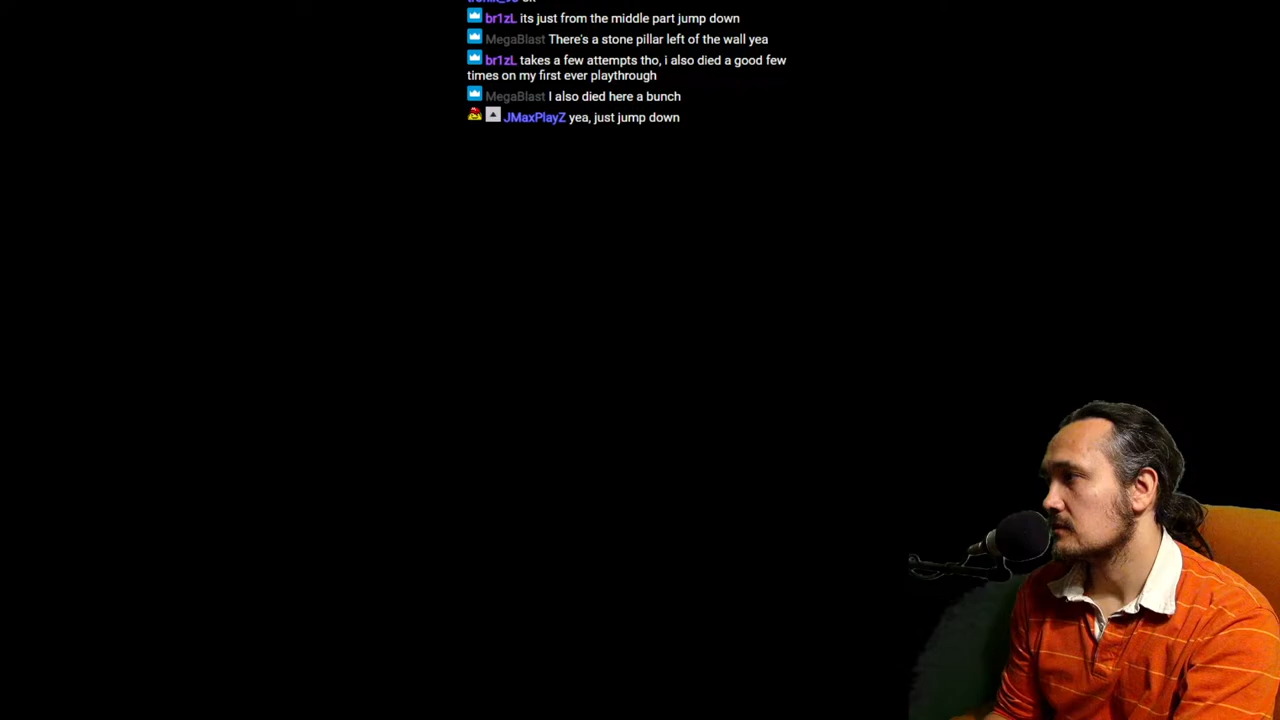 br1zL its just from the middle part jump down
MegaBlast There's a stone pillar left of the wall yea
br1zL takes a few attempts tho, i also died a good few
times on my first ever playthrough
MegaBlast I also died here a bunch
JMaxPlayZ yea, just jump down